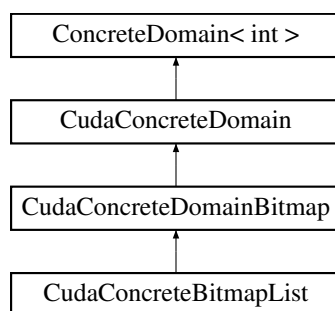 ConcreteDomain< int >
CudaConcreteDomain
CudaConcreteDomainBitmap
CudaConcreteBitmapList